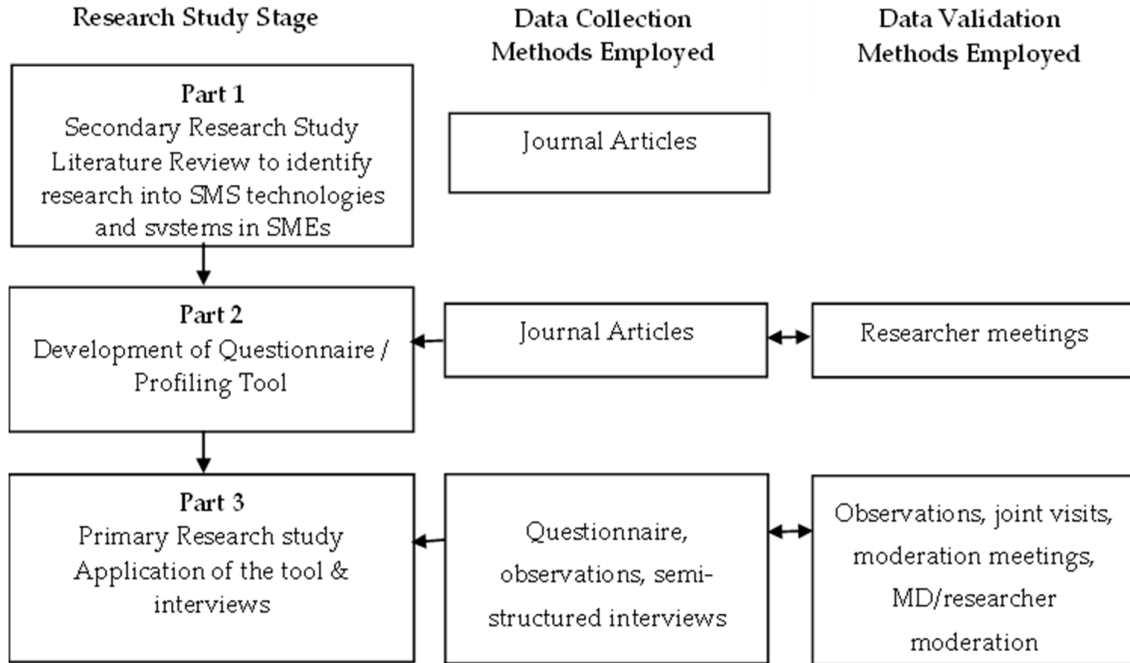 Research Study Stage
Data Collection
Methods Employed
Data Validation
Methods Employed
Part 1
Secondary Research Study
Literature Review to identify
research into SMS technologies
and systems in SMEs
Journal Articles
Part 2
Development of Questionnaire /
Profiling Tool
Journal Articles
Researcher meetings
Part 3
Primary Research study
Application of the tool &
interviews
Questionnaire,
observations, semi-
structured interviews
Observations, joint visits,
moderation meetings,
MD/researcher
moderation